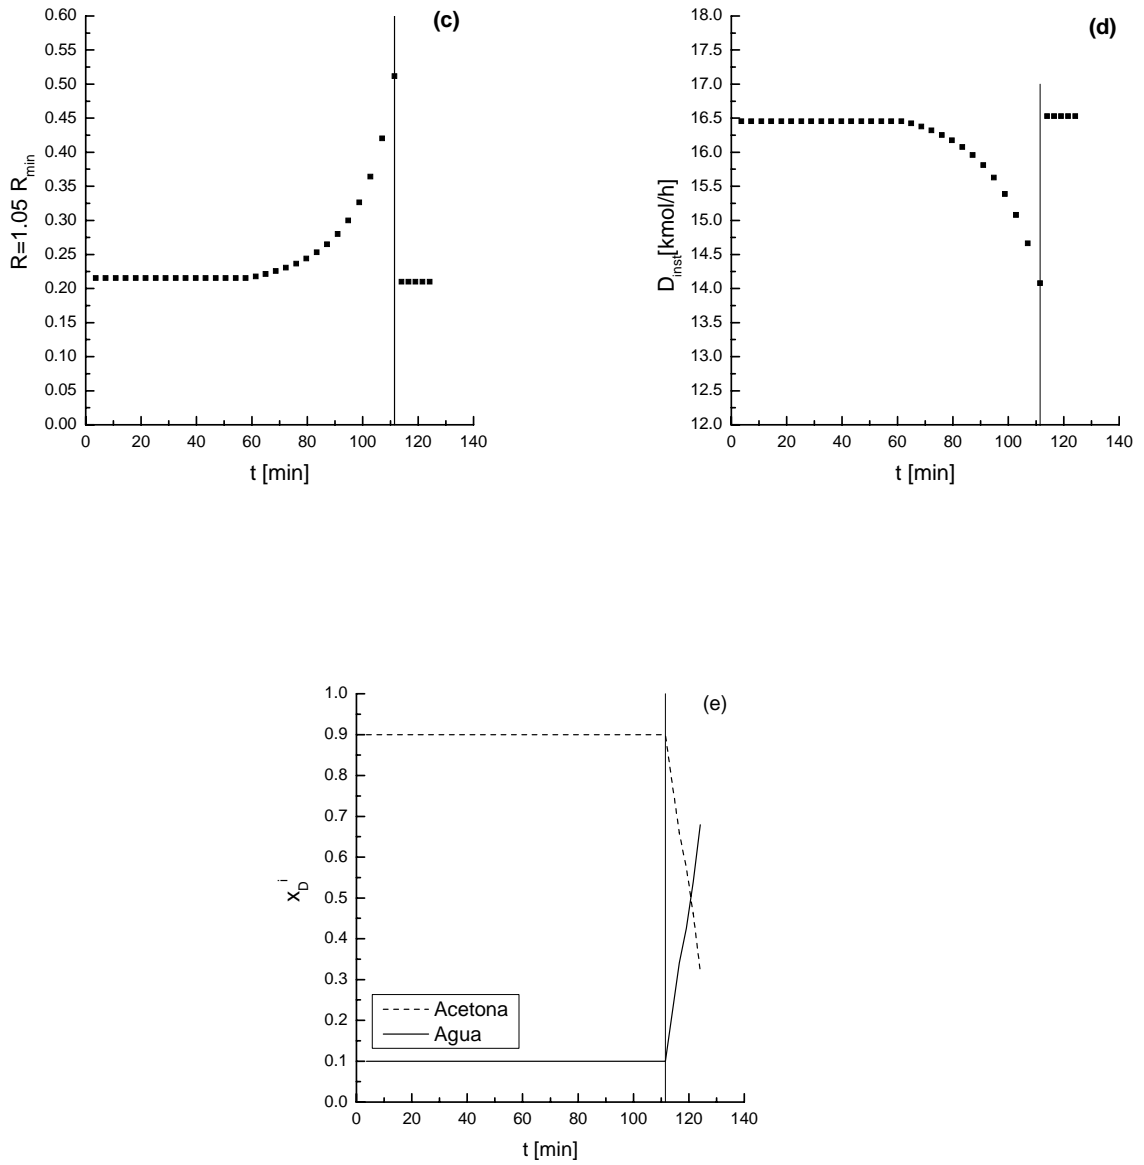 (c)
0.60
0.55
0.50
0.45
0.40
0.35
0.30
0.25
0.20
0.15
0.10
0.05
0.00
R=1.05 R_min
0 20 40 60 80 100 120 140
t [min]
(d)
18.0
17.5
17.0
16.5
16.0
15.5
15.0
14.5
14.0
13.5
13.0
12.5
12.0
D_inst[kmol/h]
0 20 40 60 80 100 120 140
t [min]
(e)
1.0
0.9
0.8
0.7
0.6
0.5
0.4
0.3
0.2
0.1
0.0
x_D^i
Acetona
Agua
0 20 40 60 80 100 120 140
t [min]